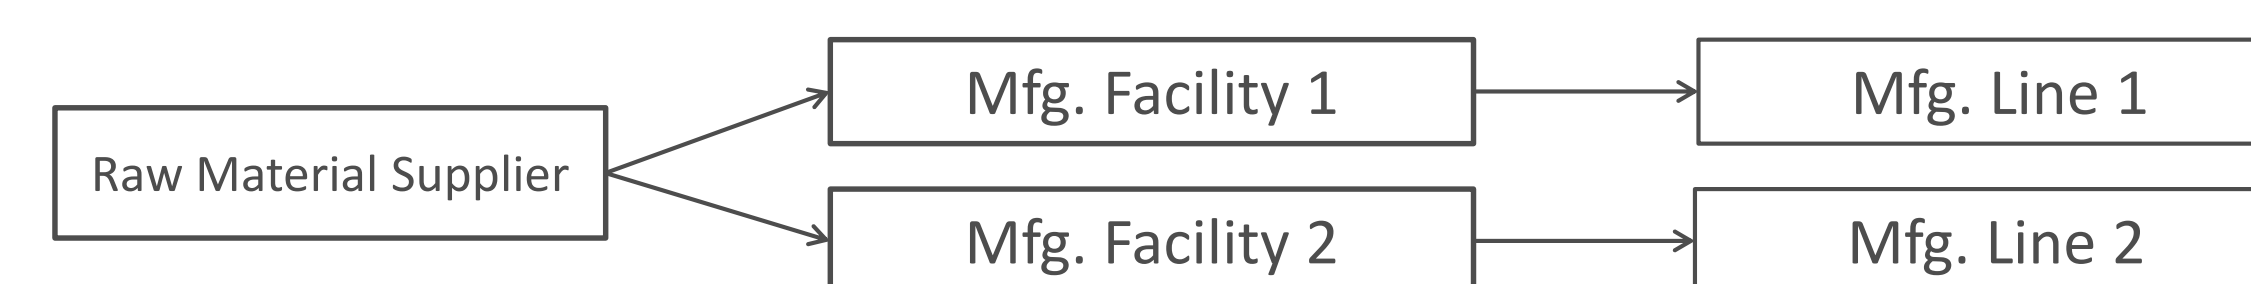 Raw Material Supplier
Mfg. Facility 1
Mfg. Line 1
Mfg. Facility 2
Mfg. Line 2